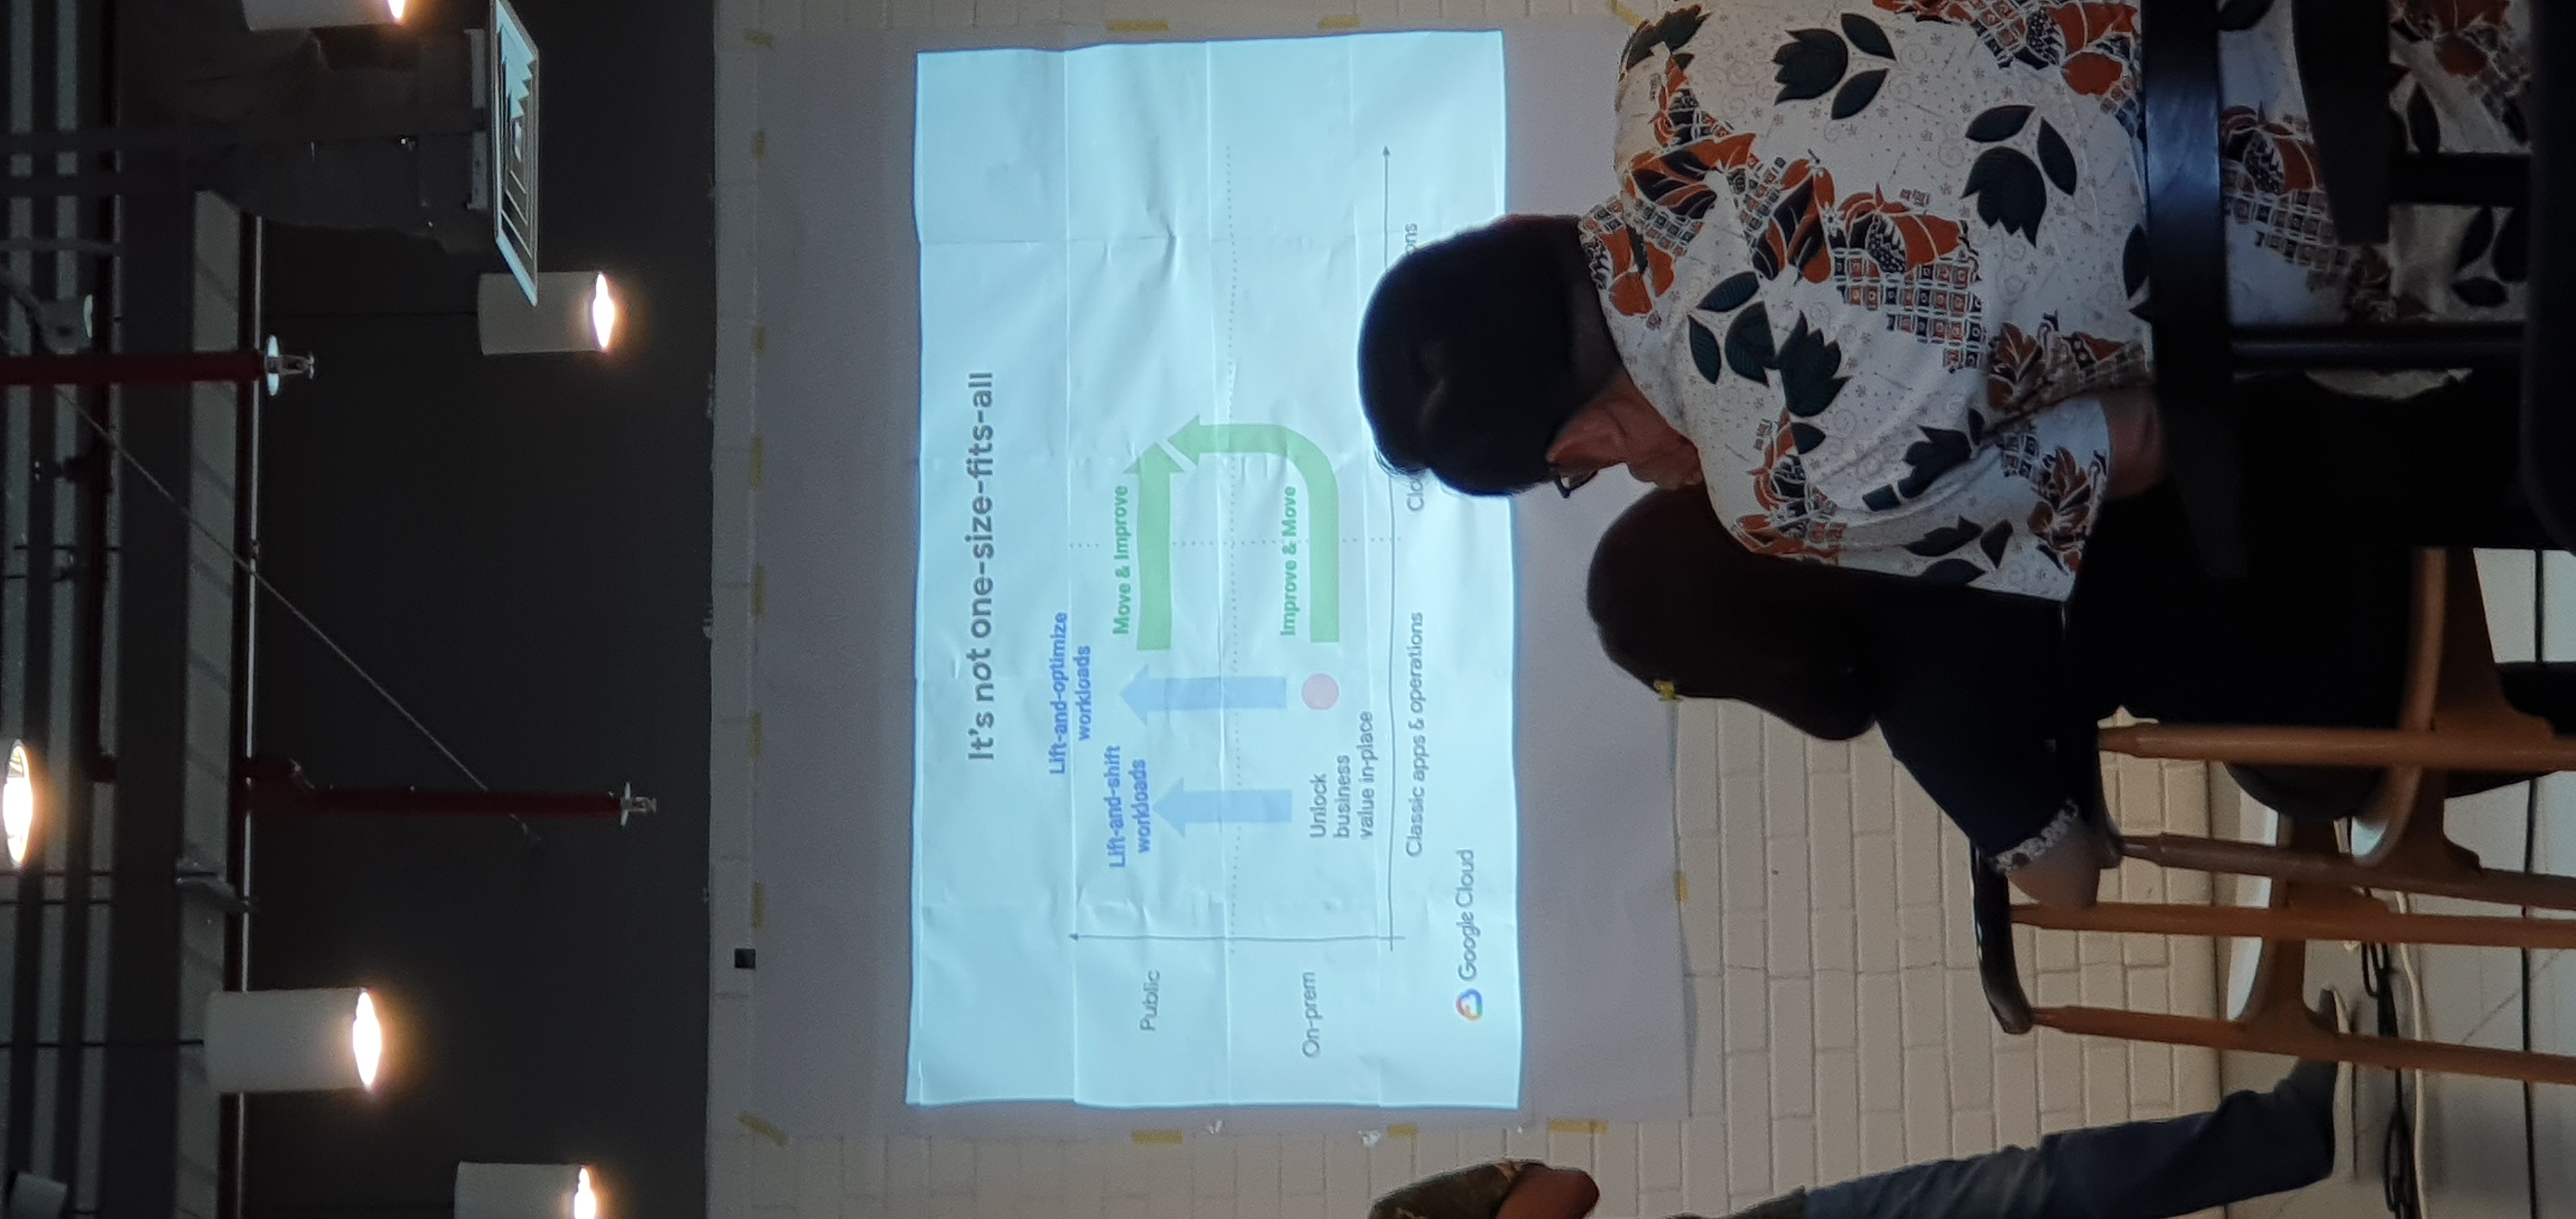 It's not one-size-fits-all
Lift-and-optimize
workloads
Lift-and-shift
workloads
Move & Improve
Public
Improve & Move
On-prem
Unlock
business
value in-place
Classic apps & operations
Google Cloud